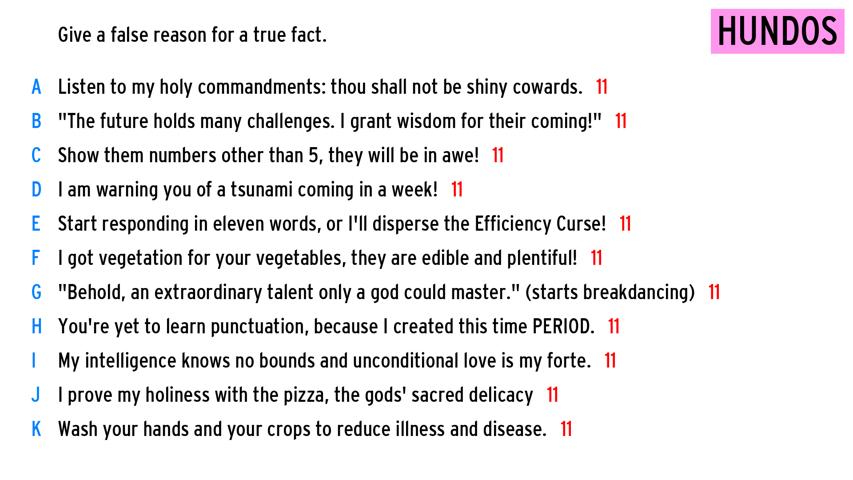 HUNDOS
Give a false reason for a true fact.
A Listen to my holy commandments: thou shall not be shiny cowards. 11
B "The future holds many challenges. I grant wisdom for their coming!" 11
C Show them numbers other than 5, they will be in awe! 11
D I am warning you of a tsunami coming in a week! 11
E Start responding in eleven words, or I'll disperse the Efficiency Curse! 11
F I got vegetation for your vegetables, they are edible and plentiful! 11
G "Behold, an extraordinary talent only a god could master." (starts breakdancing) 11
H You're yet to learn punctuation, because I created this time PERIOD. 11
I My intelligence knows no bounds and unconditional love is my forte. 11
J I prove my holiness with the pizza, the gods' sacred delicacy 11
K Wash your hands and your crops to reduce illness and disease. 11